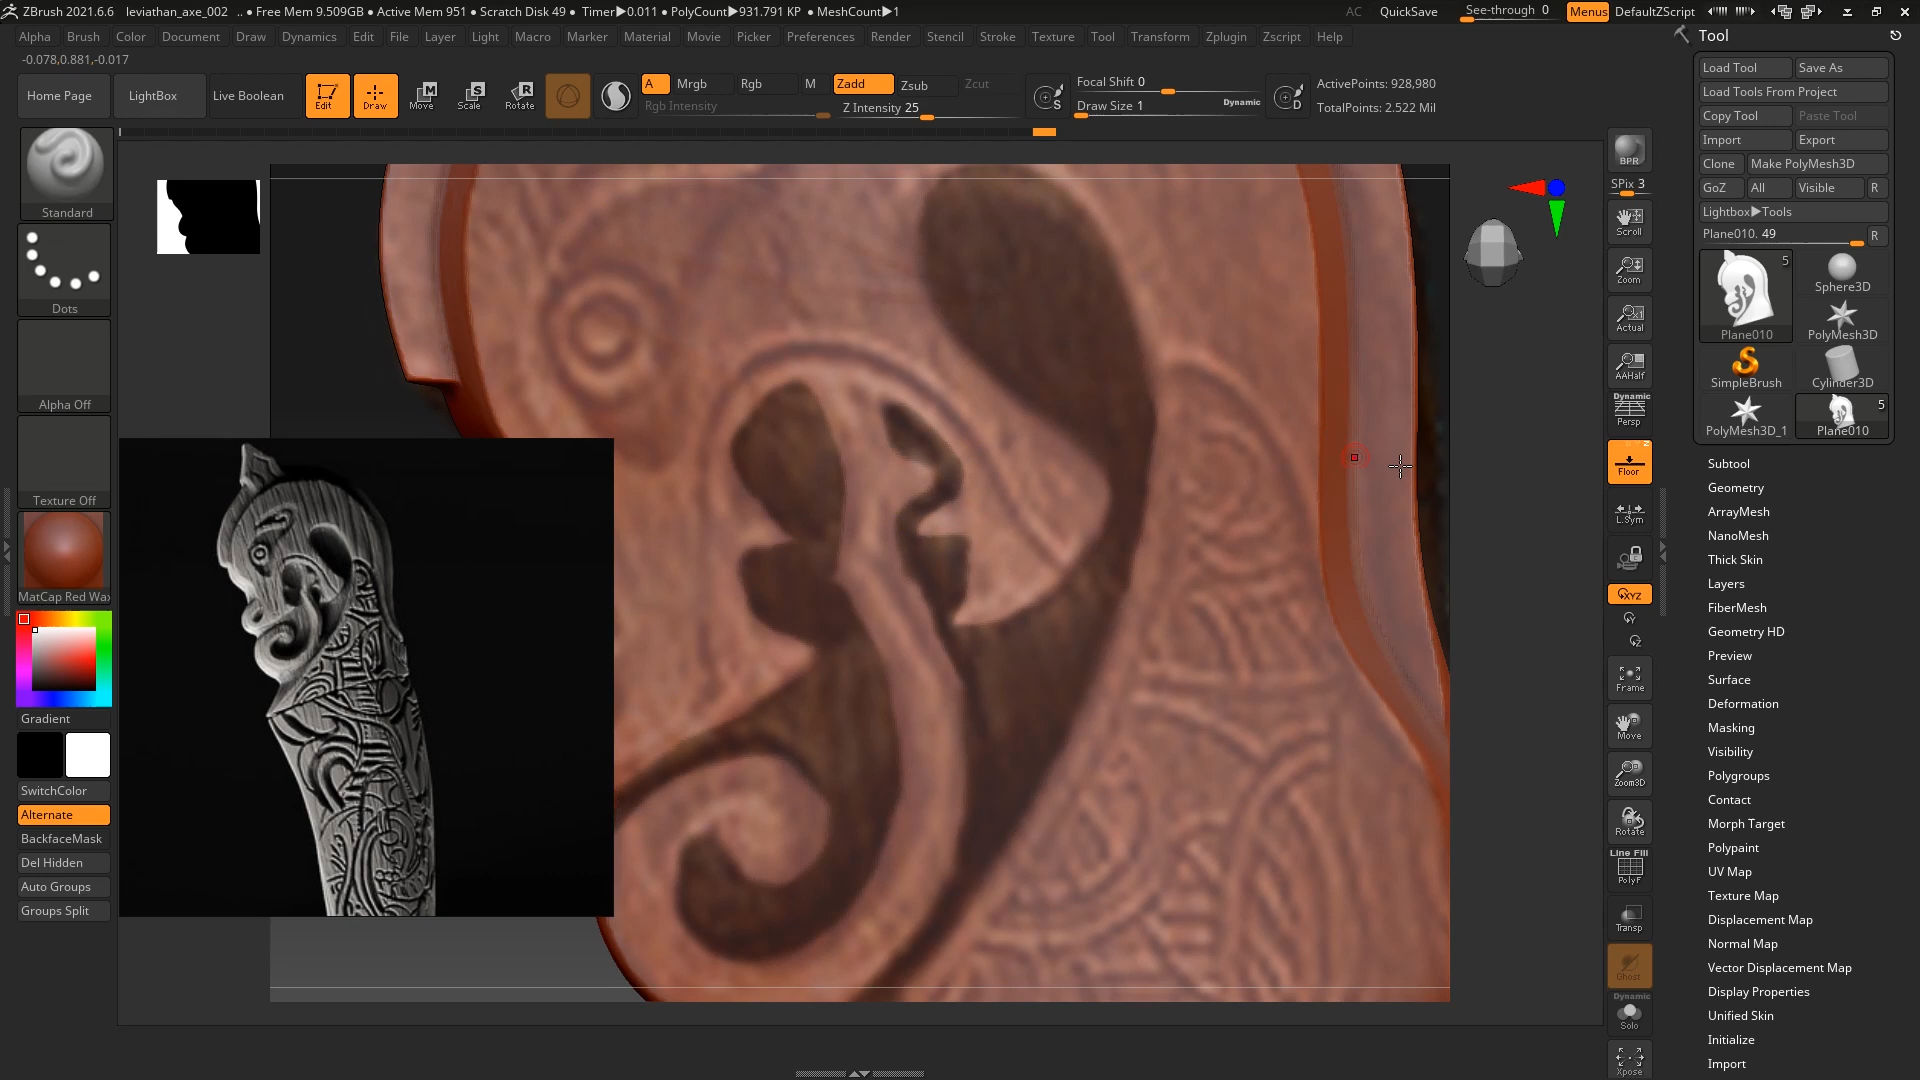 ZBrush 2021.6.6 leviathan_axe_002 .. ● Free Mem 9.509GB ● Active Mem 951 ● Scratch Disk 49 ● Timer▶0.011 ● PolyCount▶931.791 KP ● MeshCount▶1 AC QuickSave See-through 0 Menus DefaultZScript
Alpha Brush Color Document Draw Dynamics Edit File Layer Light Macro Marker Material Movie Picker Preferences Render Stencil Stroke Texture Tool Transform Zplugin Zscript Help
-0.078,0.881,-0.017
Home Page LightBox Live Boolean Edit Draw Move Scale Rotate
A Mrgb Rgb M Zadd Zsub Zcut
Rgb Intensity Z Intensity 25
Focal Shift 0
Draw Size 1 Dynamic
ActivePoints: 928,980
TotalPoints: 2.522 Mil
Standard
Dots
Alpha Off
Texture Off
MatCap Red Wa
Gradient
SwitchColor
Alternate
BackfaceMask
Del Hidden
Auto Groups
Groups Split
BPR
SPix 3
Scroll
Zoom
Actual
AAHalf
Dynamic
Persp
Floor
L.Sym
XYZ
Frame
Move
Zoom3D
Rotate
Line Fill
PolyF
Transp
Ghost
Dynamic
Solo
Xpose
Tool
Load Tool Save As
Load Tools From Project
Copy Tool Paste Tool
Import Export
Clone Make PolyMesh3D
GoZ All Visible R
Lightbox▶Tools
Plane010. 49 R
5
Plane010
Sphere3D
PolyMesh3D
SimpleBrush Cylinder3D
5
PolyMesh3D_1 Plane010
Subtool
Geometry
ArrayMesh
NanoMesh
Thick Skin
Layers
FiberMesh
Geometry HD
Preview
Surface
Deformation
Masking
Visibility
Polygroups
Contact
Morph Target
Polypaint
UV Map
Texture Map
Displacement Map
Normal Map
Vector Displacement Map
Display Properties
Unified Skin
Initialize
Import